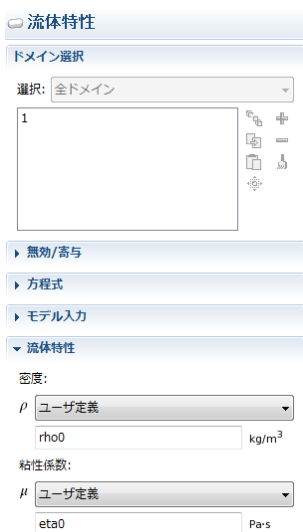 流体特性
ドメイン選択
選択: 全ドメイン
1
無効/寄与
方程式
モデル入力
流体特性
密度:
ρ ユーザ定義
rho0 kg/m³
粘性係数:
μ ユーザ定義
eta0 Pa·s